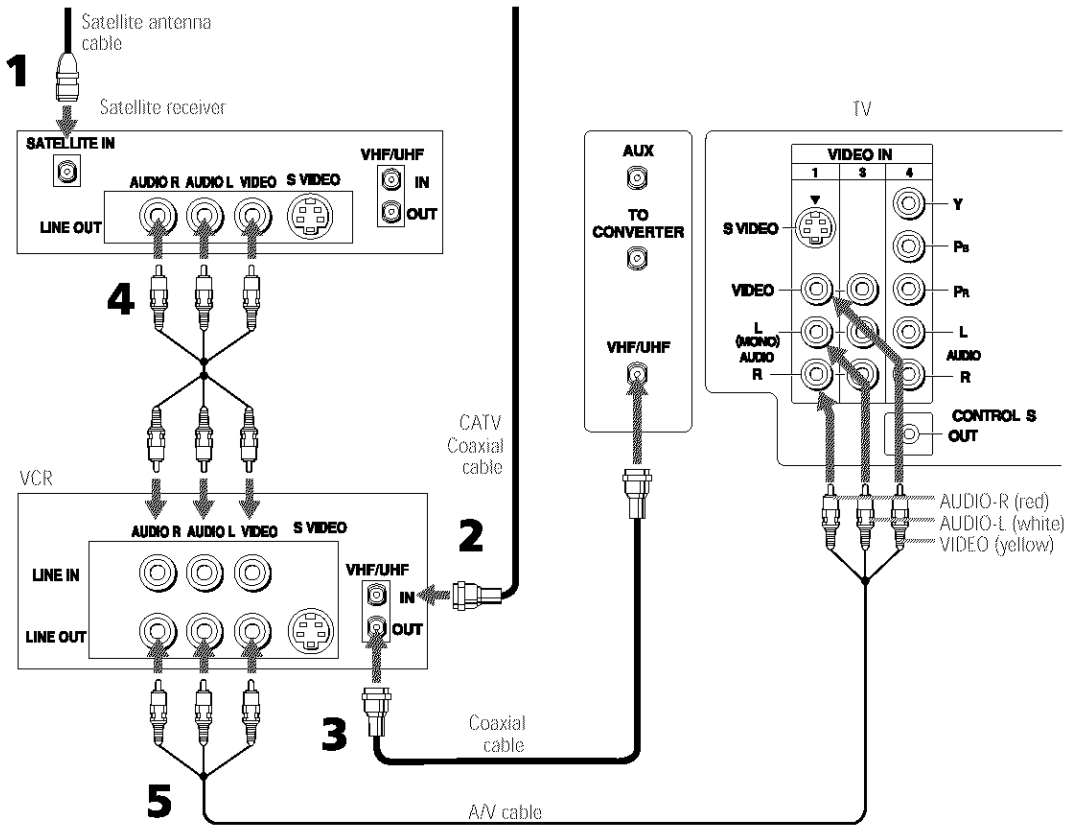 Satellite antenna
cable
1
Satellite receiver
SATELLITE IN
VHF/UHF
AUDIO R AUDIO L VIDEO S VIDEO
IN
OUT
LINE OUT
4
VCR
AUDIO R AUDIO L VIDEO S VIDEO
LINE IN
VHF/UHF
IN
LINE OUT
OUT
CATV
Coaxial
cable
2
3
Coaxial
cable
5
A/V cable
AUX
TO
CONVERTER
VHF/UHF
TV
VIDEO IN
1 3 4
Y
S VIDEO
PB
VIDEO
PR
L
(MONO)
AUDIO
R
L
AUDIO
R
CONTROL S
OUT
AUDIO-R (red)
AUDIO-L (white)
VIDEO (yellow)